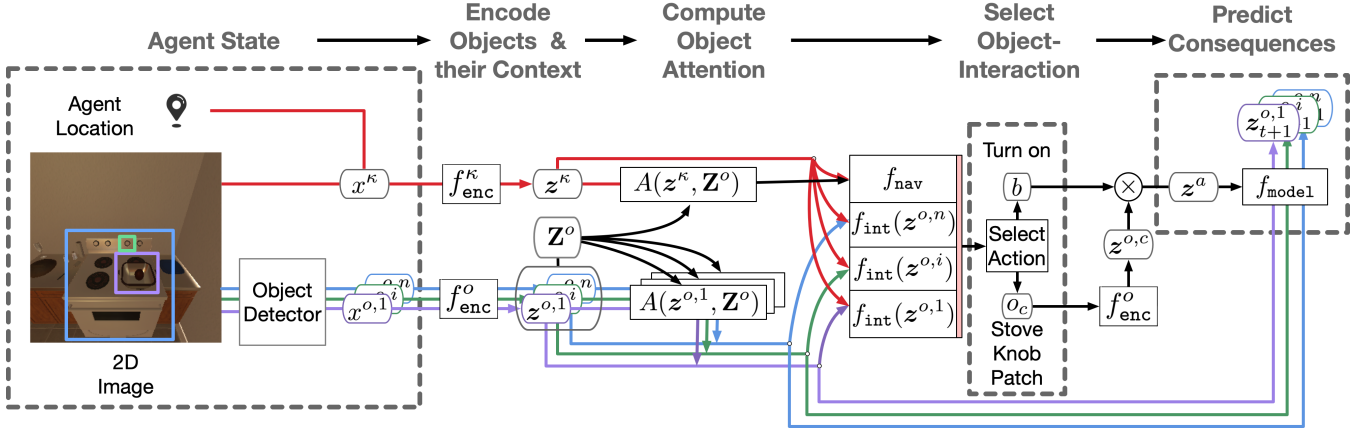 Agent State
Encode
Objects &
their Context
Compute
Object
Attention
Select
Object-
Interaction
Predict
Consequences
Agent
Location
2D
Image
Object
Detector
x^κ
x^{o,1}
o,i
o,n
f^κ_enc
f^o_enc
z^κ
Z^o
z^{o,1}
o,i
o,n
A(z^κ, Z^o)
A(z^{o,1}, Z^o)
f_nav
f_int(z^{o,n})
f_int(z^{o,i})
f_int(z^{o,1})
Turn on
b
Select
Action
o_c
Stove
Knob
Patch
×
z^{o,c}
f^o_enc
z^a
f_model
z^{o,1}_{t+1}
o,i
1
o,n
1